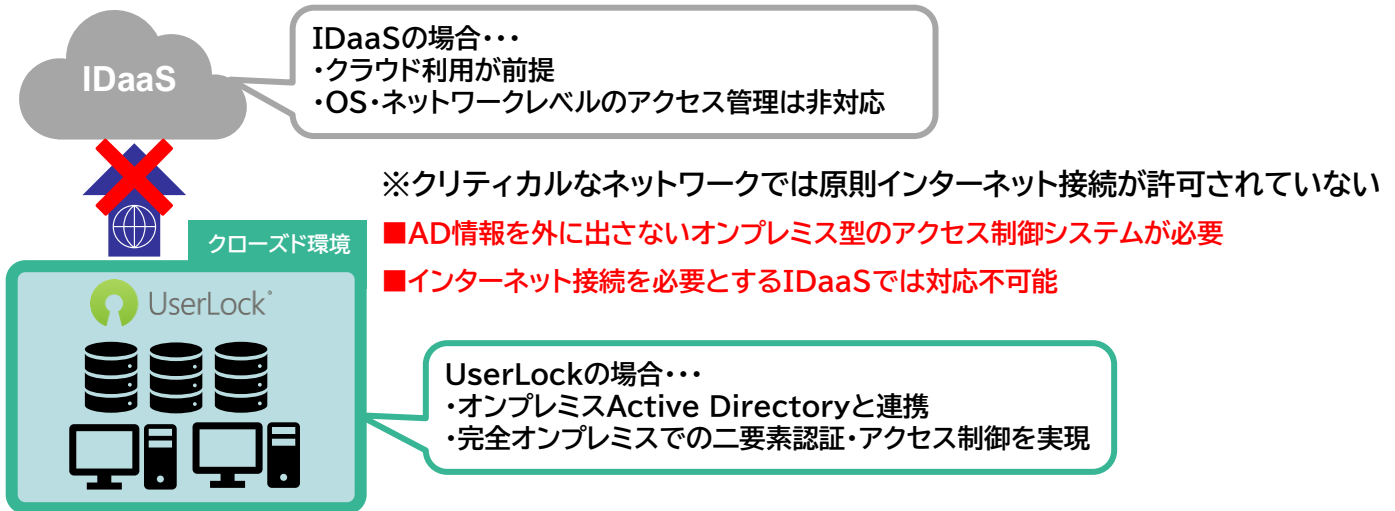 IDaaS
IDaaSの場合・・・
・クラウド利用が前提
・OS・ネットワークレベルのアクセス管理は非対応
※クリティカルなネットワークでは原則インターネット接続が許可されていない
■AD情報を外に出さないオンプレミス型のアクセス制御システムが必要
■インターネット接続を必要とするIDaaSでは対応不可能
クローズド環境
UserLock®
UserLockの場合・・・
・オンプレミスActive Directoryと連携
・完全オンプレミスでの二要素認証・アクセス制御を実現